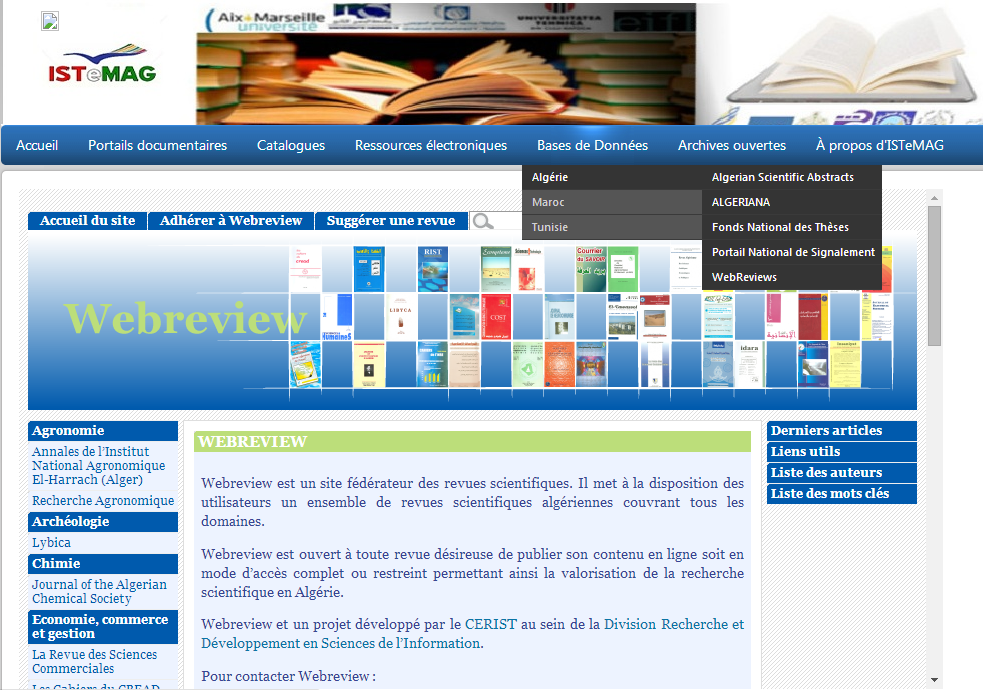 Aix+Marseille
université
UNIVERSITATEA
TEHNICA
eifl
ISTeMAG
Accueil
Portails documentaires
Catalogues
Ressources électroniques
Bases de Données
Archives ouvertes
À propos d'ISTeMAG
Algérie
Maroc
Tunisie
Algerian Scientific Abstracts
ALGERIANA
Fonds National des Thèses
Portail National de Signalement
WebReviews
Accueil du site
Adhérer à Webreview
Suggérer une revue
Webreview
RIST
LIBYCA
COST
idara
Agronomie
Annales de l'Institut
National Agronomique
El-Harrach (Alger)
Recherche Agronomique
Archéologie
Lybica
Chimie
Journal of the Algerian
Chemical Society
Economie, commerce
et gestion
La Revue des Sciences
Commerciales
Les Cahiers du CREAD
WEBREVIEW
Webreview est un site fédérateur des revues scientifiques. Il met à la disposition des
utilisateurs un ensemble de revues scientifiques algériennes couvrant tous les
domaines.
Webreview est ouvert à toute revue désireuse de publier son contenu en ligne soit en
mode d'accès complet ou restreint permettant ainsi la valorisation de la recherche
scientifique en Algérie.
Webreview et un projet développé par le CERIST au sein de la Division Recherche et
Développement en Sciences de l'Information.
Pour contacter Webreview :
Derniers articles
Liens utils
Liste des auteurs
Liste des mots clés